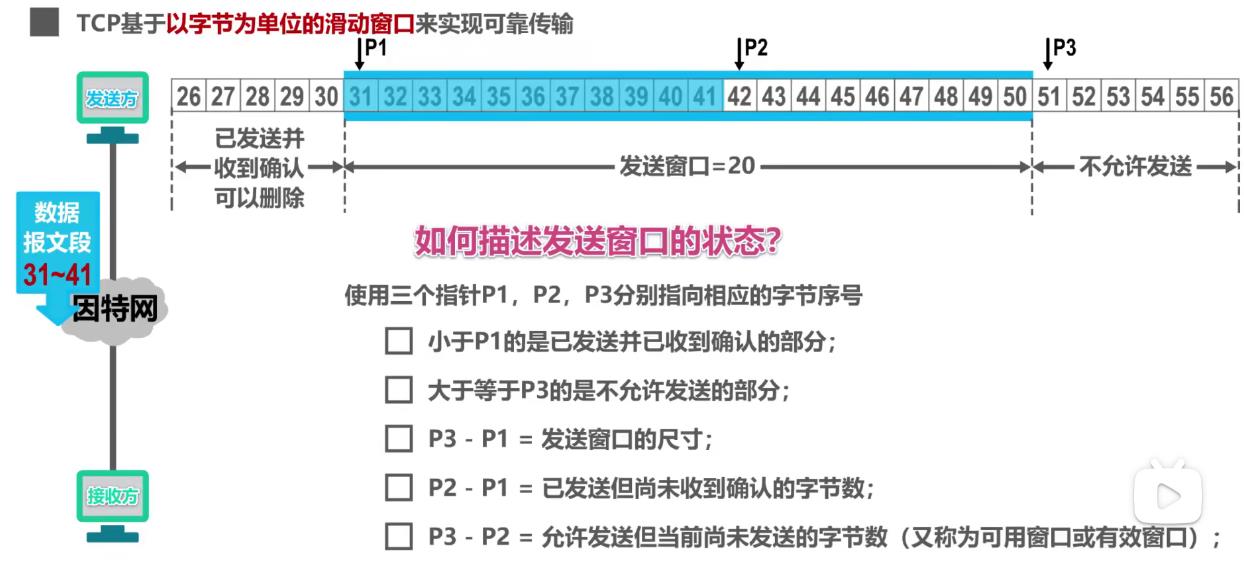 TCP基于以字节为单位的滑动窗口来实现可靠传输
P1
P2
P3
发送方
26 27 28 29 30 31 32 33 34 35 36 37 38 39 40 41 42 43 44 45 46 47 48 49 50 51 52 53 54 55 56
已发送并
收到确认
可以删除
发送窗口=20
不允许发送
数据
报文段
31~41
因特网
如何描述发送窗口的状态?
使用三个指针P1，P2，P3分别指向相应的字节序号
小于P1的是已发送并已收到确认的部分；
大于等于P3的是不允许发送的部分；
P3 - P1 = 发送窗口的尺寸；
P2 - P1 = 已发送但尚未收到确认的字节数；
接收方
P3 - P2 = 允许发送但当前尚未发送的字节数（又称为可用窗口或有效窗口）；